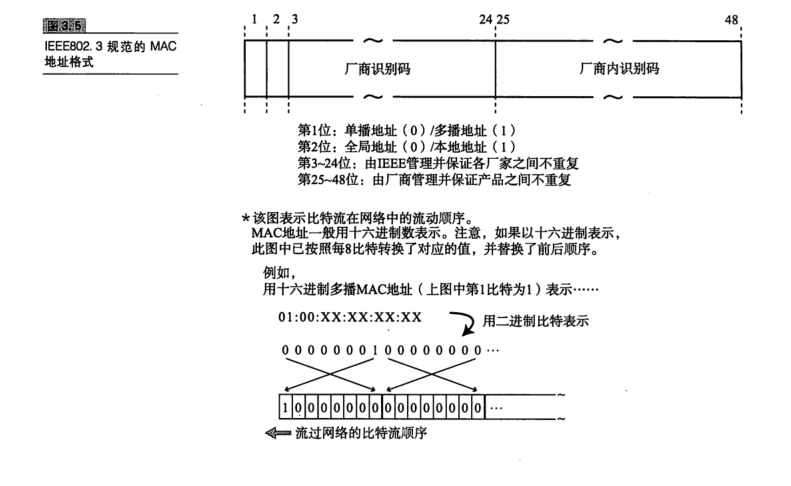 图 3.5
IEEE802. 3 规范的 MAC
地址格式
1 2 3 24 25 48
厂商识别码 厂商内识别码
第1位：单播地址（0）/多播地址（1）
第2位：全局地址（0）/本地地址（1）
第3~24位：由IEEE管理并保证各厂家之间不重复
第25~48位：由厂商管理并保证产品之间不重复
＊该图表示比特流在网络中的流动顺序。
MAC地址一般用十六进制数表示。注意，如果以十六进制表示，
此图中已按照每8比特转换了对应的值，并替换了前后顺序。
例如，
用十六进制多播MAC地址（上图中第1比特为1）表示……
01:00:XX:XX:XX:XX
用二进制比特表示
0 0 0 0 0 0 0 1 0 0 0 0 0 0 0 0 …
1 0 0 0 0 0 0 0 0 0 0 0 0 0 0 0 …
流过网络的比特流顺序